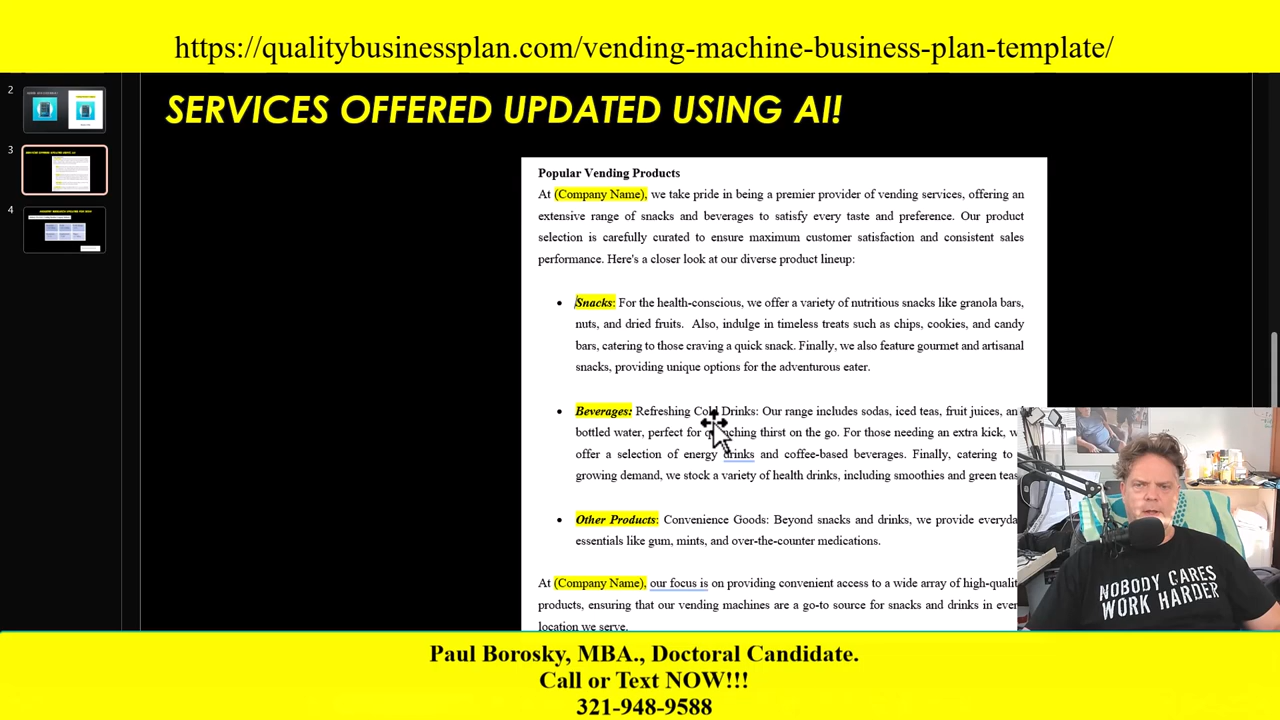 https://qualitybusinessplan.com/vending-machine-business-plan-template/
2
3
4
SERVICES OFFERED UPDATED USING AI!
Popular Vending Products
At (Company Name), we take pride in being a premier provider of vending services, offering an
extensive range of snacks and beverages to satisfy every taste and preference. Our product
selection is carefully curated to ensure maximum customer satisfaction and consistent sales
performance. Here's a closer look at our diverse product lineup:
• Snacks: For the health-conscious, we offer a variety of nutritious snacks like granola bars,
nuts, and dried fruits. Also, indulge in timeless treats such as chips, cookies, and candy
bars, catering to those craving a quick snack. Finally, we also feature gourmet and artisanal
snacks, providing unique options for the adventurous eater.
• Beverages: Refreshing Cold Drinks: Our range includes sodas, iced teas, fruit juices, an
bottled water, perfect for quenching thirst on the go. For those needing an extra kick, w
offer a selection of energy drinks and coffee-based beverages. Finally, catering to
growing demand, we stock a variety of health drinks, including smoothies and green teas
• Other Products: Convenience Goods: Beyond snacks and drinks, we provide everyda
essentials like gum, mints, and over-the-counter medications.
At (Company Name), our focus is on providing convenient access to a wide array of high-qualit
products, ensuring that our vending machines are a go-to source for snacks and drinks in ever
location we serve.
NOBODY CARES
WORK HARDER
Paul Borosky, MBA., Doctoral Candidate.
Call or Text NOW!!!
321-948-9588